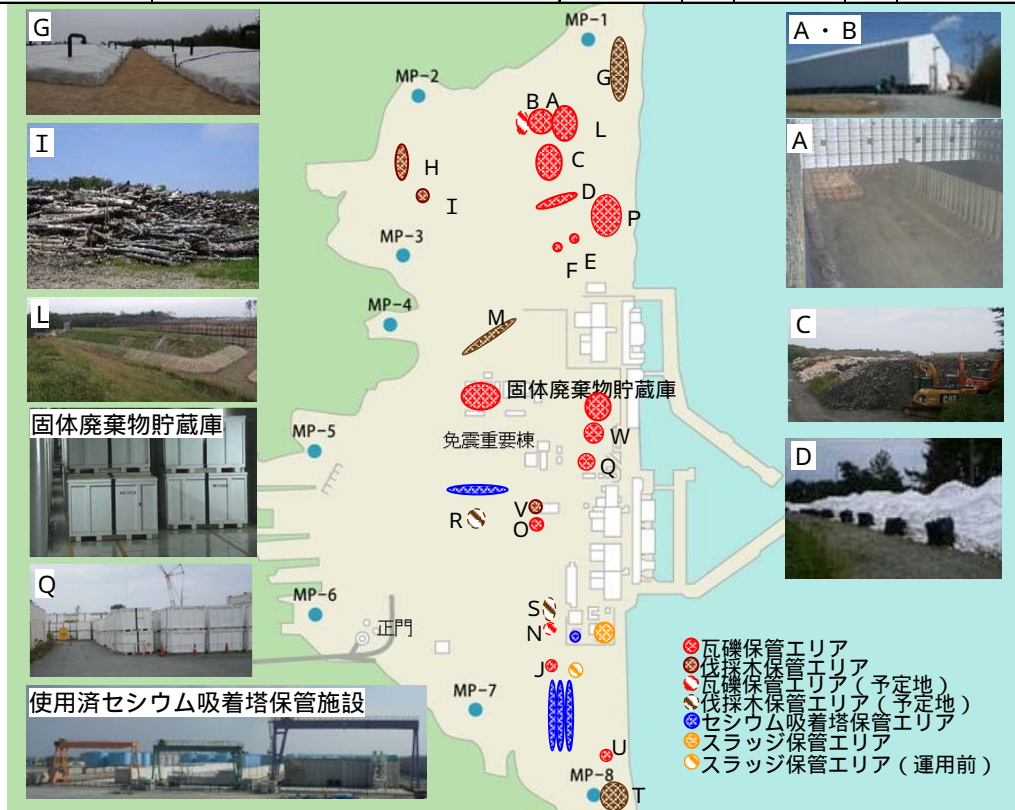 G
I
L
固体廃棄物貯蔵庫
Q
使用済セシウム吸着塔保管施設
MP-1
G
MP-2
B A
L
H
C
I
D
P
MP-3
E
F
MP-4
M
固体廃棄物貯蔵庫
免震重要棟
W
MP-5
Q
V
R
O
MP-6
正門
S
N
J
MP-7
U
MP-8
T
A・B
A
C
D
瓦礫保管エリア
伐採木保管エリア
瓦礫保管エリア(予定地)
伐採木保管エリア(予定地)
セシウム吸着塔保管エリア
スラッジ保管エリア
スラッジ保管エリア(運用前)